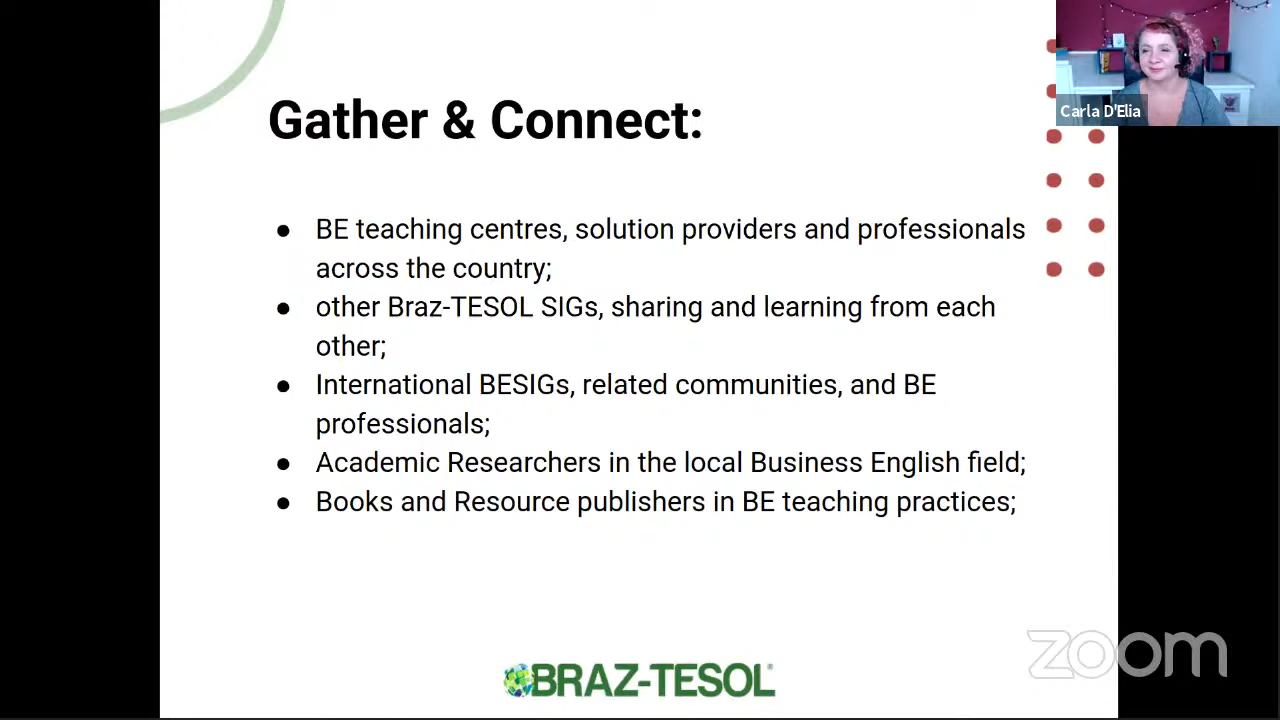 Gather & Connect:
Carla D'Elia
● BE teaching centres, solution providers and professionals
across the country;
● other Braz-TESOL SIGs, sharing and learning from each
other;
● International BESIGs, related communities, and BE
professionals;
● Academic Researchers in the local Business English field;
● Books and Resource publishers in BE teaching practices;
zoom
BRAZ-TESOL®